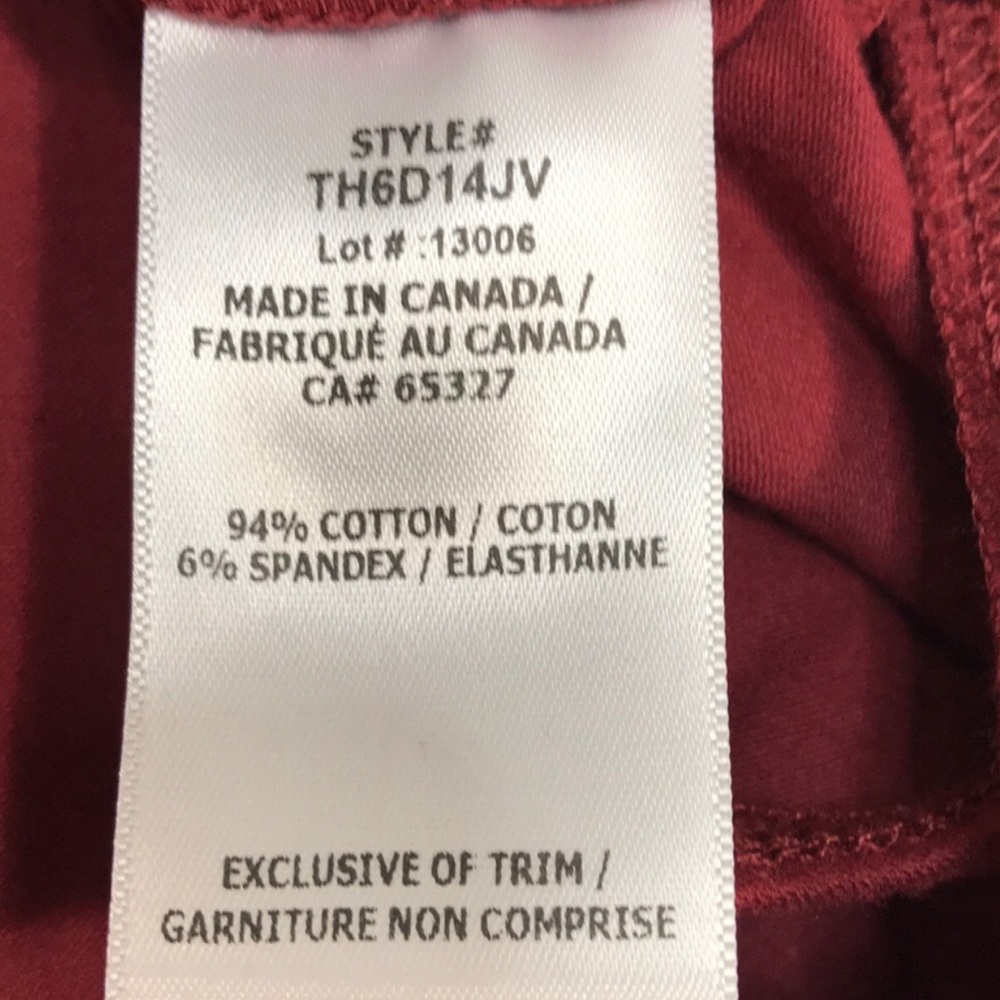 STYLE#
TH6D14JV
Lot # :13006
MADE IN CANADA /
FABRIQUÉ AU CANADA
CA# 65327
94% COTTON / COTON
6% SPANDEX / ELASTHANNE
EXCLUSIVE OF TRIM /
GARNITURE NON COMPRISE